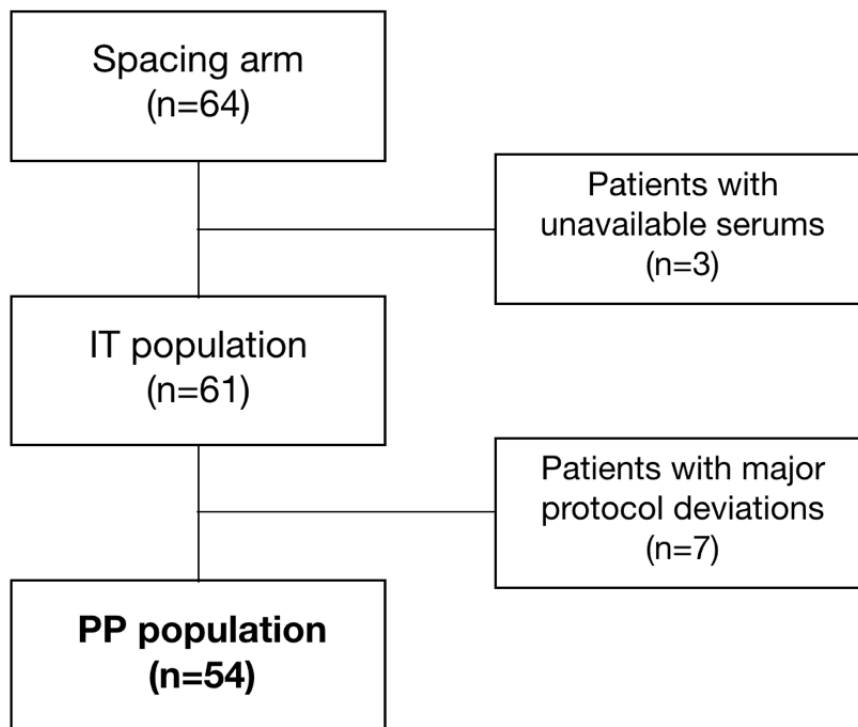 Spacing arm
(n=64)
Patients with
unavailable serums
(n=3)
IT population
(n=61)
Patients with major
protocol deviations
(n=7)
PP population
(n=54)